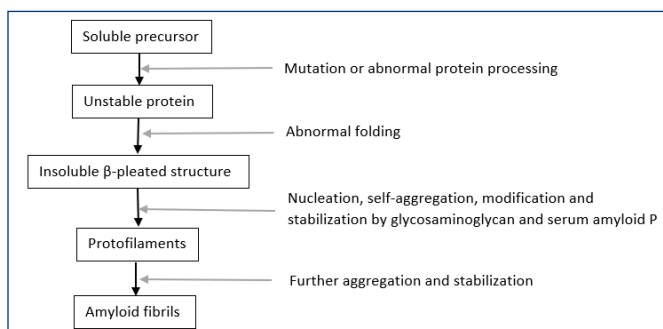 Soluble precursor
Mutation or abnormal protein processing
Unstable protein
Abnormal folding
Insoluble β-pleated structure
Nucleation, self-aggregation, modification and
stabilization by glycosaminoglycan and serum amyloid P
Protofilaments
Further aggregation and stabilization
Amyloid fibrils